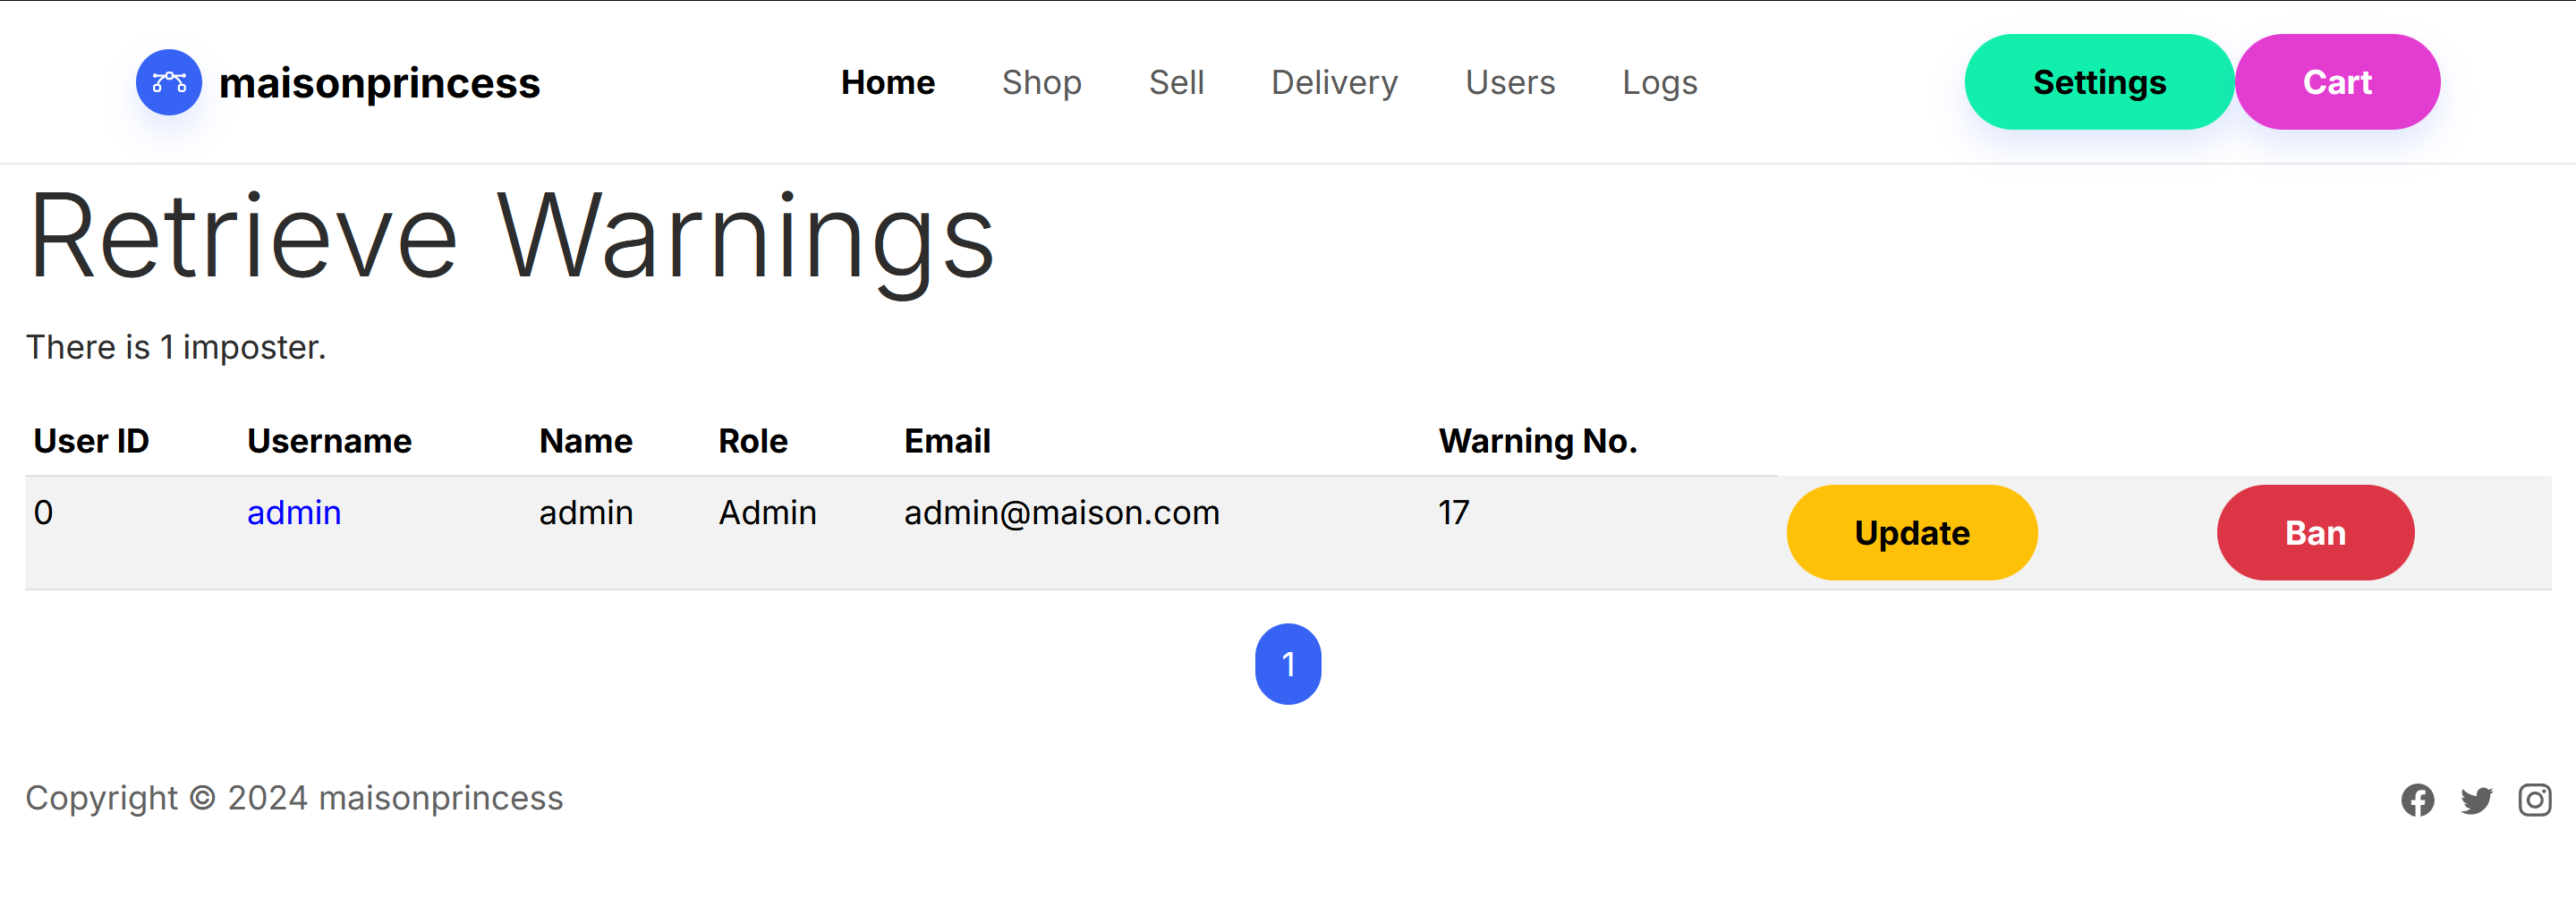 maisonprincess Home Shop Sell Delivery Users Logs Settings Cart
Retrieve Warnings
There is 1 imposter.
User ID Username Name Role Email Warning No.
0 admin admin Admin admin@maison.com 17 Update Ban
1
Copyright © 2024 maisonprincess